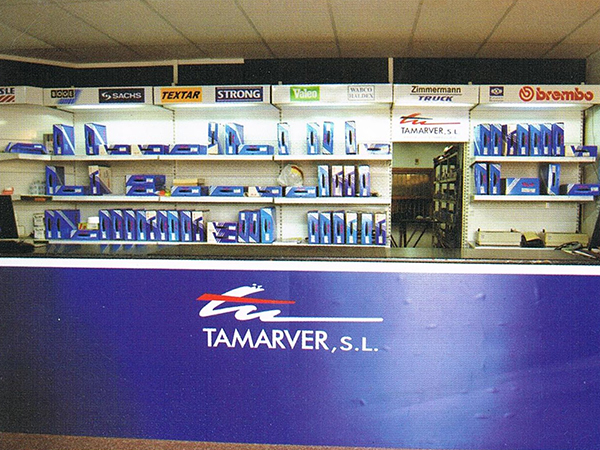 SACHS
TEXTAR
STRONG
Valeo
WABCO
Zimmermann
TRUCK
brembo
TAMARVER, S.L.
TAMARVER, S.L.